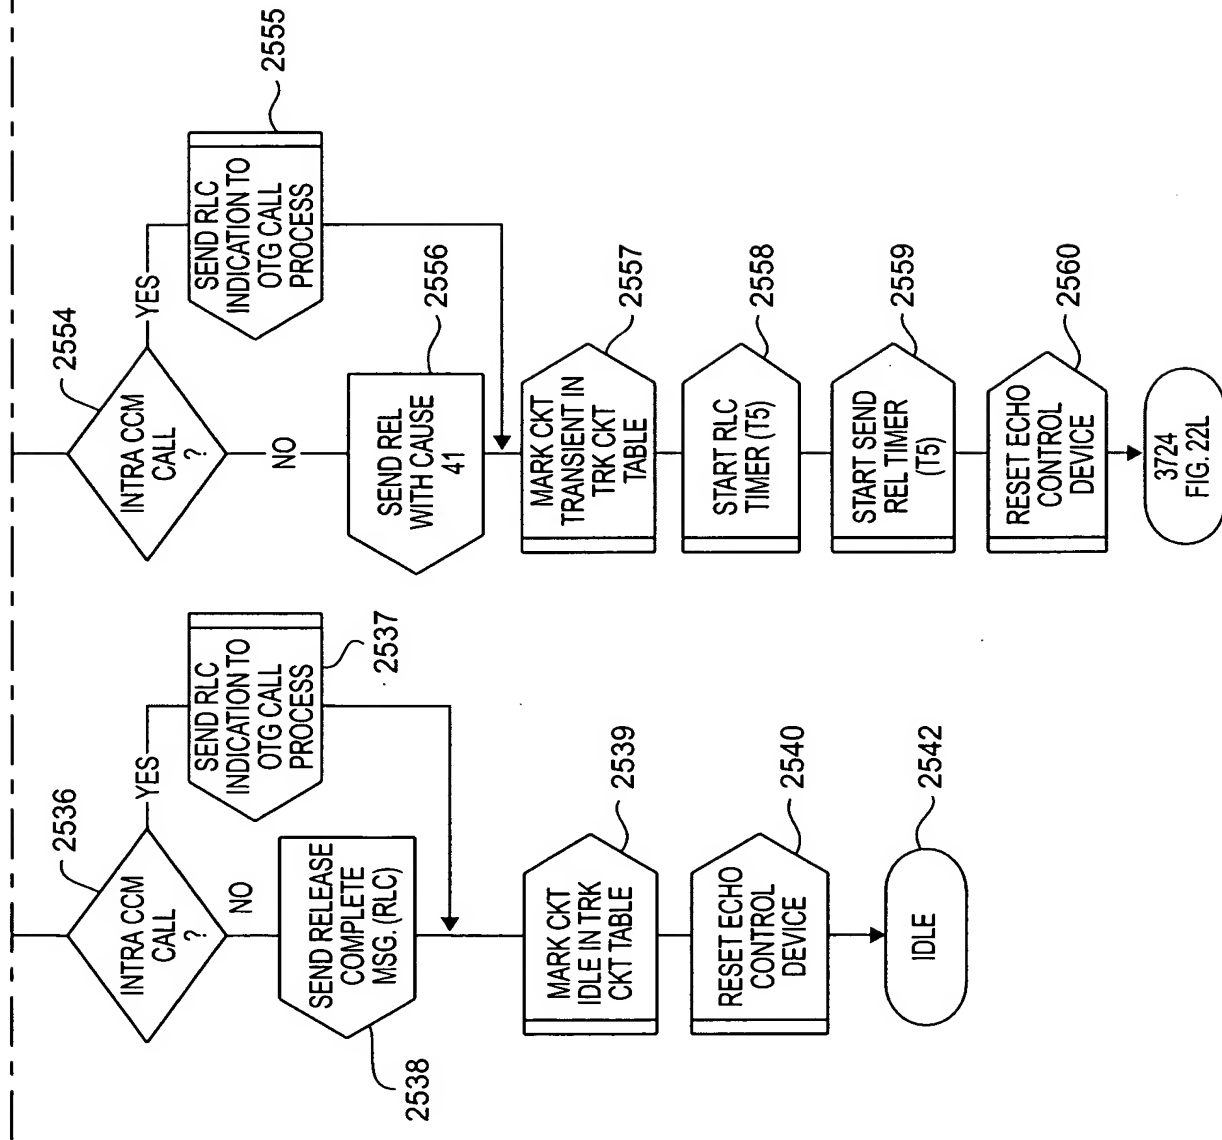 2536
INTRA CCM
CALL
?
YES
NO
SEND RLC
INDICATION TO
OTG CALL
PROCESS
2537
SEND RELEASE
COMPLETE
MSG. (RLC)
2538
MARK CKT
IDLE IN TRK
CKT TABLE
2539
RESET ECHO
CONTROL
DEVICE
2540
IDLE
2542
2554
INTRA CCM
CALL
?
YES
NO
SEND RLC
INDICATION TO
OTG CALL
PROCESS
2555
SEND REL
WITH CAUSE
41
2556
MARK CKT
TRANSIENT IN
TRK CKT
TABLE
2557
START RLC
TIMER (T5)
2558
START SEND
REL TIMER
(T5)
2559
RESET ECHO
CONTROL
DEVICE
2560
3724
FIG. 22L